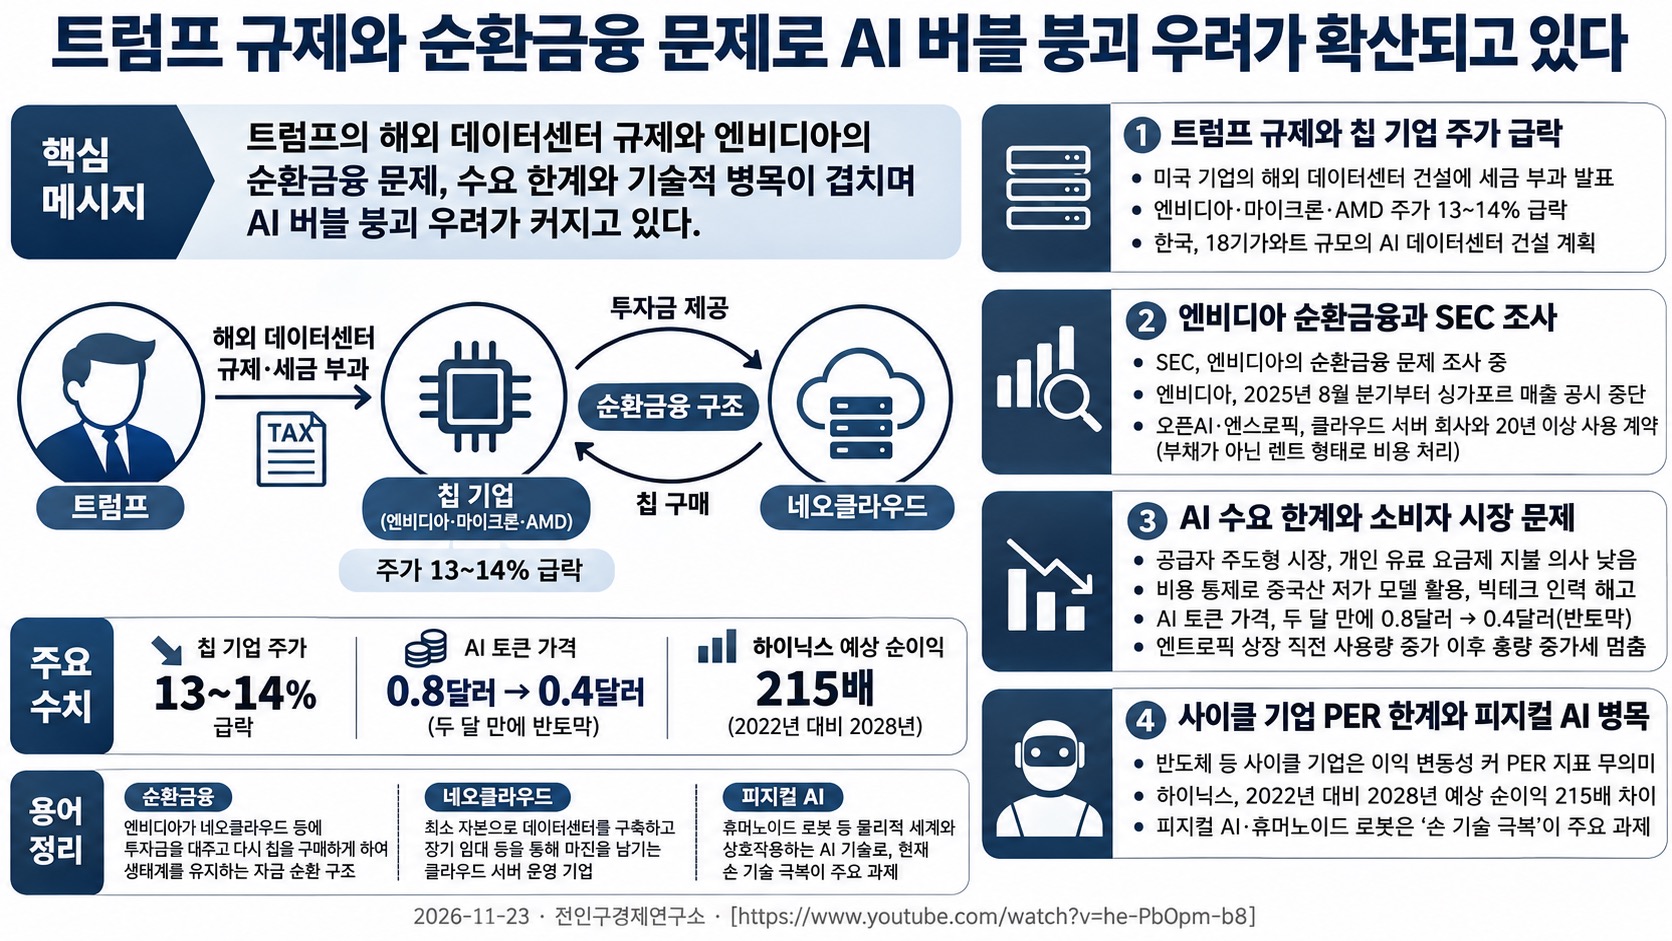 트럼프 규제와 순환금융 문제로 AI 버블 붕괴 우려가 확산되고 있다
핵심
메시지
트럼프의 해외 데이터센터 규제와 엔비디아의
순환금융 문제, 수요 한계와 기술적 병목이 겹치며
AI 버블 붕괴 우려가 커지고 있다.
트럼프
해외 데이터센터
규제·세금 부과
TAX
칩 기업
(엔비디아·마이크론·AMD)
주가 13~14% 급락
투자금 제공
순환금융 구조
칩 구매
네오클라우드
주요
수치
칩 기업 주가
13~14%
급락
AI 토큰 가격
0.8달러 → 0.4달러
(두 달 만에 반토막)
하이닉스 예상 순이익
215배
(2022년 대비 2028년)
용어
정리
순환금융
엔비디아가 네오클라우드 등에
투자금을 대주고 다시 칩을 구매하게 하여
생태계를 유지하는 자금 순환 구조
네오클라우드
최소 자본으로 데이터센터를 구축하고
장기 임대 등을 통해 마진을 남기는
클라우드 서버 운영 기업
피지컬 AI
휴머노이드 로봇 등 물리적 세계와
상호작용하는 AI 기술로, 현재
손 기술 극복이 주요 과제
1 트럼프 규제와 칩 기업 주가 급락
• 미국 기업의 해외 데이터센터 건설에 세금 부과 발표
• 엔비디아·마이크론·AMD 주가 13~14% 급락
• 한국, 18기가와트 규모의 AI 데이터센터 건설 계획
2 엔비디아 순환금융과 SEC 조사
• SEC, 엔비디아의 순환금융 문제 조사 중
• 엔비디아, 2025년 8월 분기부터 싱가포르 매출 공시 중단
• 오픈AI·앤스로픽, 클라우드 서버 회사와 20년 이상 사용 계약
(부채가 아닌 렌트 형태로 비용 처리)
3 AI 수요 한계와 소비자 시장 문제
• 공급자 주도형 시장, 개인 유료 요금제 지불 의사 낮음
• 비용 통제로 중국산 저가 모델 활용, 빅테크 인력 해고
• AI 토큰 가격, 두 달 만에 0.8달러 → 0.4달러(반토막)
• 엔트로픽 상장 직전 사용량 중가 이후 홍량 중가세 멈춤
4 사이클 기업 PER 한계와 피지컬 AI 병목
• 반도체 등 사이클 기업은 이익 변동성 커 PER 지표 무의미
• 하이닉스, 2022년 대비 2028년 예상 순이익 215배 차이
• 피지컬 AI·휴머노이드 로봇은 ‘손 기술 극복’이 주요 과제
2026-11-23 · 전인구경제연구소 · [https://www.youtube.com/watch?v=he-PbOpm-b8]